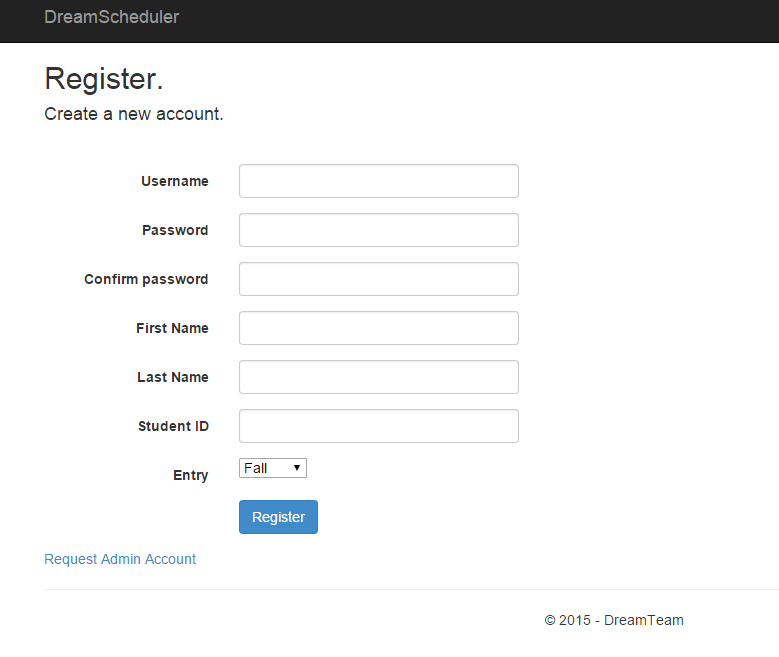 DreamScheduler
Register.
Create a new account.
Username
Password
Confirm password
First Name
Last Name
Student ID
Entry Fall
Register
Request Admin Account
© 2015 - DreamTeam